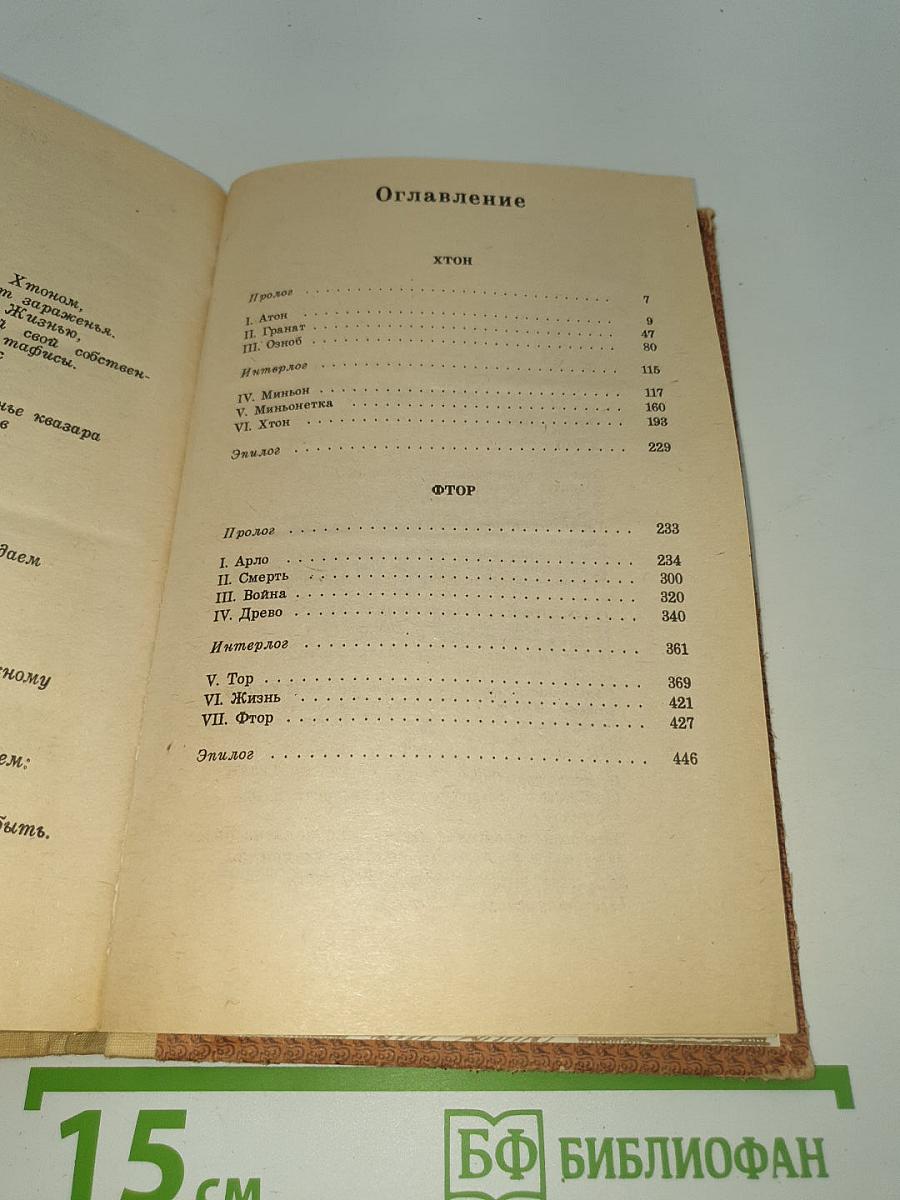 Хтоном,
т зараженья.
Жизнью,
й свой собствен-
тафисы.
с
нье квазара
в
даем
ному
ем:
быть.
Оглавление
ХТОН
Пролог . . . . . . . . . . . . . . . . . . . . . . . . . . 7
I. Атон . . . . . . . . . . . . . . . . . . . . . . . . . . 9
II. Гранат . . . . . . . . . . . . . . . . . . . . . . . . . . 47
III. Озноб . . . . . . . . . . . . . . . . . . . . . . . . . . 80
Интерлог . . . . . . . . . . . . . . . . . . . . . . . . . . 115
IV. Миньон . . . . . . . . . . . . . . . . . . . . . . . . . . 117
V. Миньонетка . . . . . . . . . . . . . . . . . . . . . . . . . . 160
VI. Хтон . . . . . . . . . . . . . . . . . . . . . . . . . . 193
Эпилог . . . . . . . . . . . . . . . . . . . . . . . . . . 229
ФТОР
Пролог . . . . . . . . . . . . . . . . . . . . . . . . . . 233
I. Арло . . . . . . . . . . . . . . . . . . . . . . . . . . 234
II. Смерть . . . . . . . . . . . . . . . . . . . . . . . . . . 300
III. Война . . . . . . . . . . . . . . . . . . . . . . . . . . 320
IV. Древо . . . . . . . . . . . . . . . . . . . . . . . . . . 340
Интерлог . . . . . . . . . . . . . . . . . . . . . . . . . . 361
V. Тор . . . . . . . . . . . . . . . . . . . . . . . . . . 369
VI. Жизнь . . . . . . . . . . . . . . . . . . . . . . . . . . 421
VII. Фтор . . . . . . . . . . . . . . . . . . . . . . . . . . 427
Эпилог . . . . . . . . . . . . . . . . . . . . . . . . . . 446
15 см
БФ БИБЛИОФАН